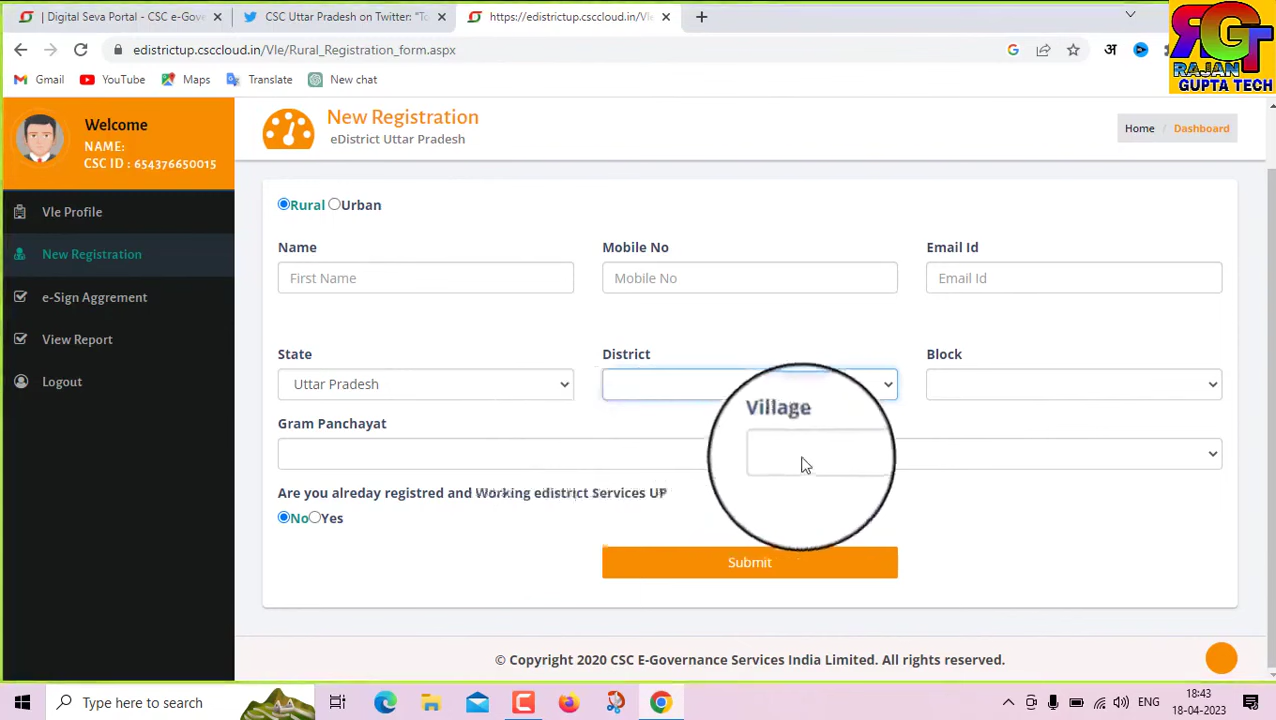 Digital Seva Portal - CSC e-Gover
CSC Uttar Pradesh on Twitter: "To
https://edistrictup.csccloud.in/Vle
edistrictup.csccloud.in/Vle/Rural_Registration_form.aspx
अ
Gmail
YouTube
Maps
Translate
New chat
RGT
RAJAN
GUPTA TECH
Welcome
NAME:
CSC ID : 654376650015
New Registration
eDistrict Uttar Pradesh
Home / Dashboard
Vle Profile
New Registration
e-Sign Aggrement
View Report
Logout
Rural Urban
Name
Mobile No
Email Id
First Name
Mobile No
Email Id
State
District
Block
Uttar Pradesh
Gram Panchayat
Village
Are you alreday registred and Working edistrict Services UP
No Yes
Submit
© Copyright 2020 CSC E-Governance Services India Limited. All rights reserved.
Type here to search
18:43
18-04-2023